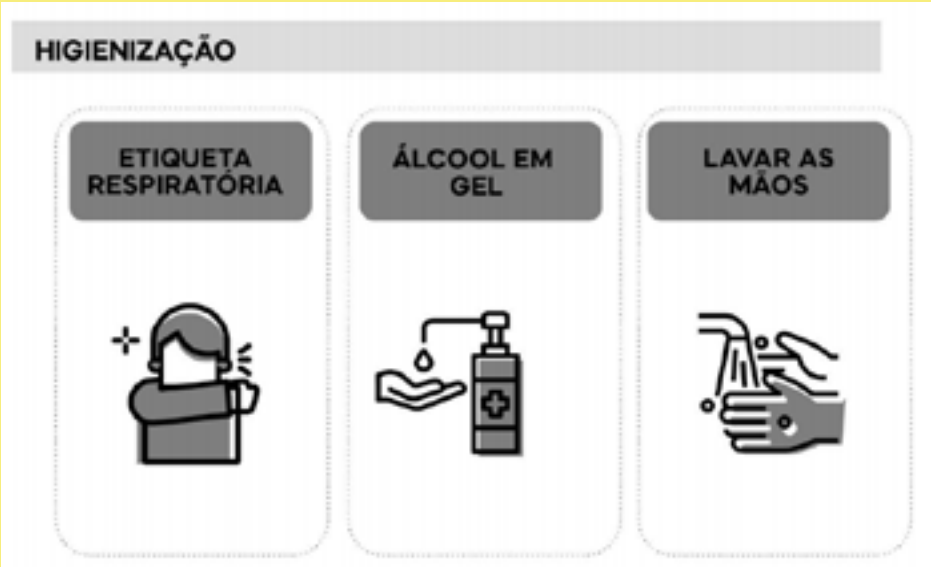 HIGIENIZAÇÃO
ETIQUETA
RESPIRATÓRIA
ÁLCOOL EM
GEL
LAVAR AS
MÃOS